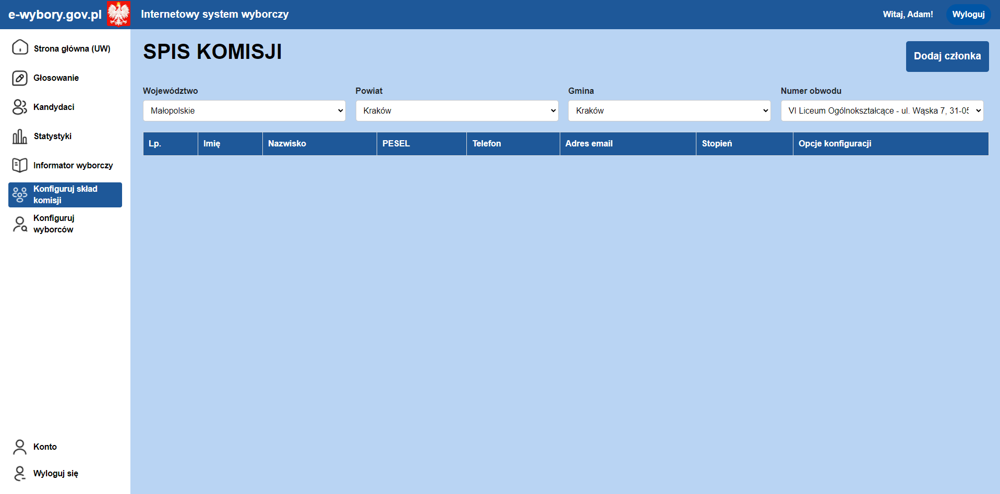 e-wybory.gov.pl
Internetowy system wyborczy
Witaj, Adam!
Wyloguj
Strona główna (UW)
Głosowanie
Kandydaci
Statystyki
Informator wyborczy
Konfiguruj skład
komisji
Konfiguruj
wyborców
Konto
Wyloguj się
SPIS KOMISJI
Dodaj członka
Województwo
Powiat
Gmina
Numer obwodu
Małopolskie
Kraków
Kraków
VI Liceum Ogólnokształcące - ul. Wąska 7, 31-05
Lp.
Imię
Nazwisko
PESEL
Telefon
Adres email
Stopień
Opcje konfiguracji